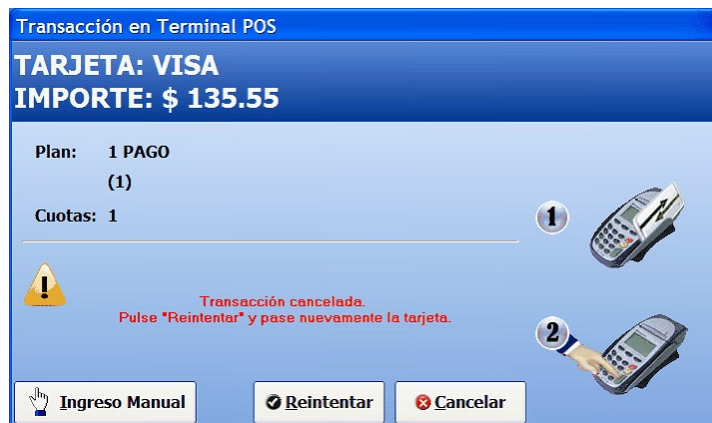 Transacción en Terminal POS
TARJETA: VISA
IMPORTE: $ 135.55
Plan: 1 PAGO
(1)
Cuotas: 1
1
Transacción cancelada.
Pulse "Reintentar" y pase nuevamente la tarjeta.
2
Ingreso Manual
Reintentar
Cancelar